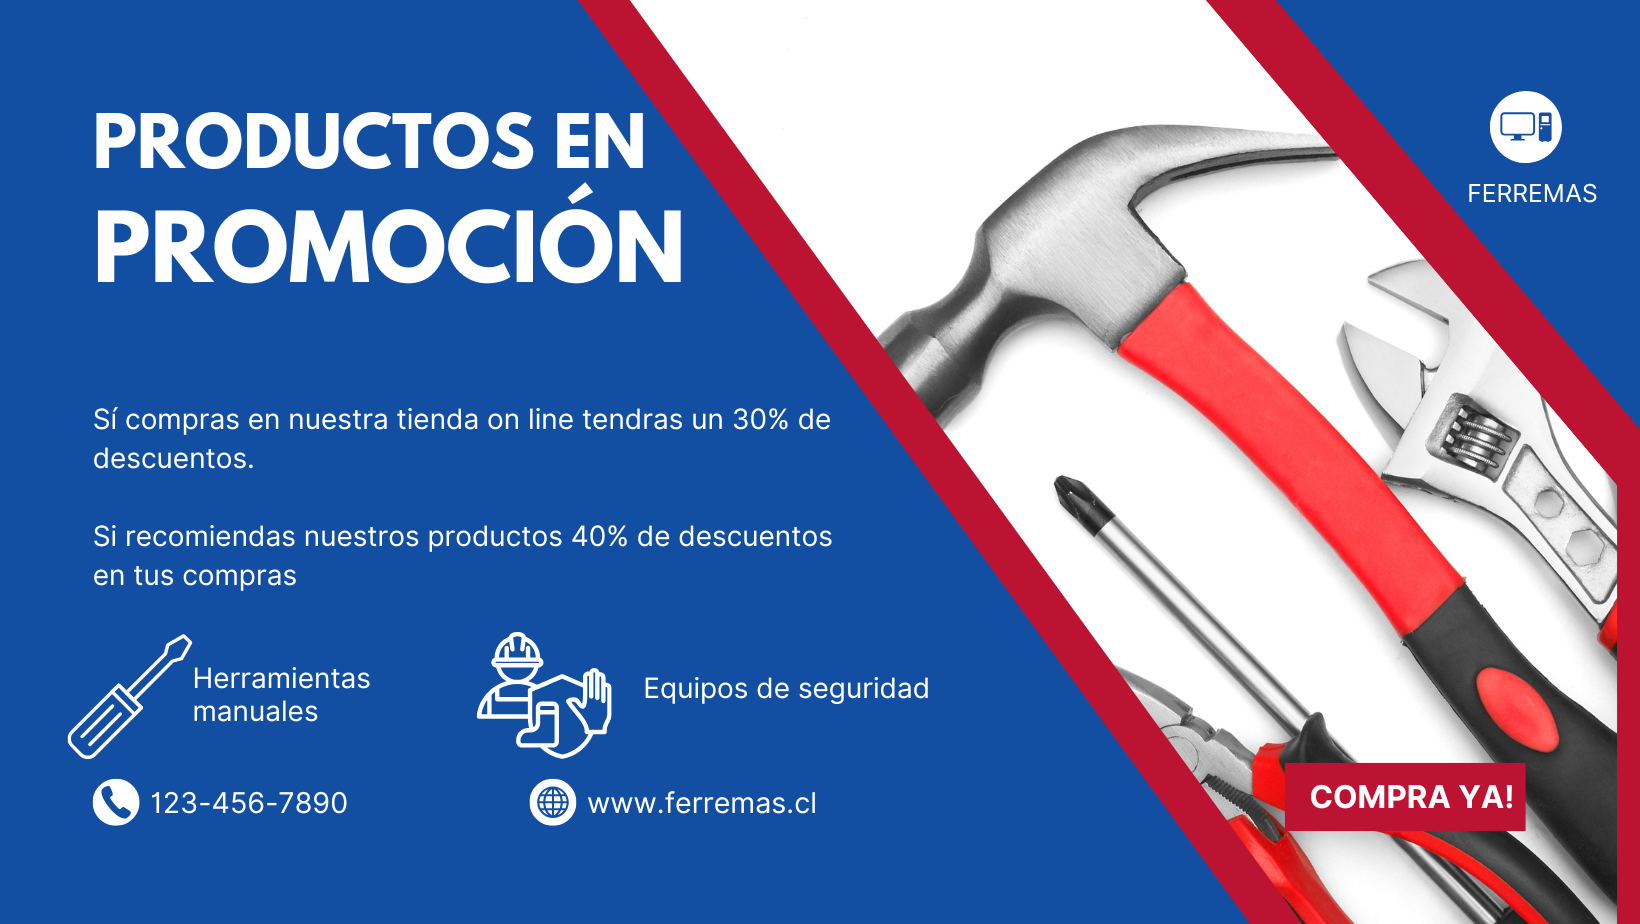 PRODUCTOS EN
PROMOCIÓN
FERREMAS
Sí compras en nuestra tienda on line tendras un 30% de
descuentos.
Si recomiendas nuestros productos 40% de descuentos
en tus compras
Herramientas
manuales
Equipos de seguridad
123-456-7890
www.ferremas.cl
COMPRA YA!